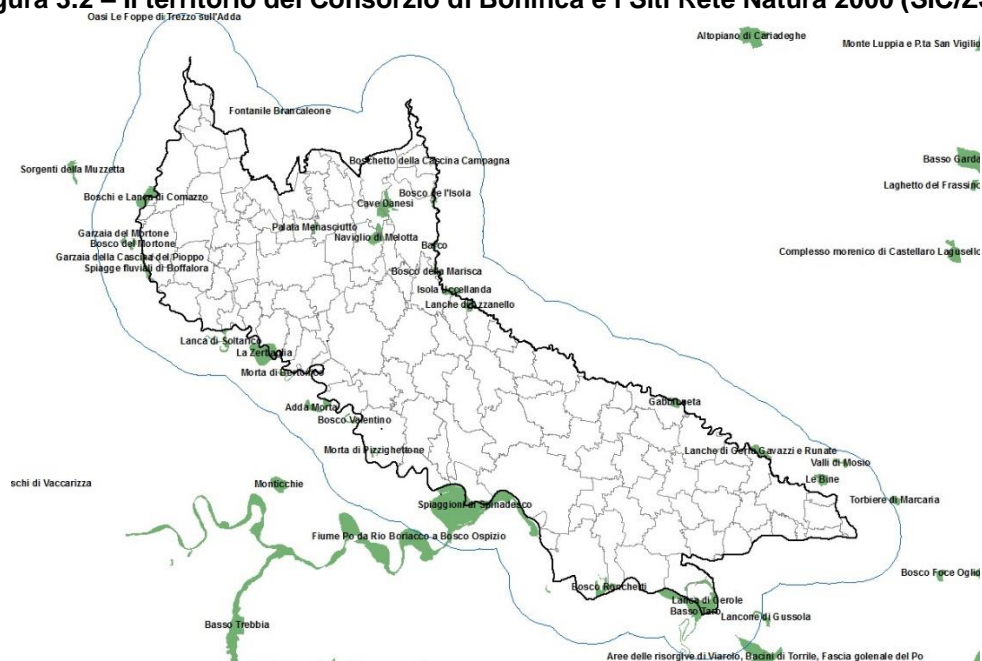 gura 3.2 – Il territorio del Consorzio di Bonifica e i Siti Rete Natura 2000 (SIC/ZS
Oasi Le Foppe di Trezzo sull'Adda
Altopiano di Cariadeghe
Monte Luppia e P.ta San Vigilio
Fontanile Brancaleone
Boschetto della Cascina Campagna
Basso Garda
Sorgenti della Muzzetta
Laghetto del Frassino
Boschi e Lanca di Comazzo
Bosco de l'Isola
Cave Danesi
Palata Menasciutto
Garzaia del Mortone
Naviglio di Melotta
Bosco del Mortone
Barco
Complesso morenico di Castellaro Lagusello
Garzaia della Cascina del Pioppo
Spiagge fluviali di Boffalora
Bosco della Marisca
Isola Uccellanda
Lanche di Azzanello
Lanca di Soltarico
La Zerbaglia
Morta di Bertonico
Adda Morta
Gabbioneta
Bosco Valentino
Morta di Pizzighettone
Lanche di Gerra Gavazzi e Runate
Valli di Mosio
Le Bine
schi di Vaccarizza
Monticchie
Torbiere di Marcaria
Spiaggioni di Spinadesco
Fiume Po da Rio Boriacco a Bosco Ospizio
Bosco Foce Oglio
Bosco Ronchetti
Lanca di Gerole
Basso Taro
Lancone di Gussola
Basso Trebbia
Aree delle risorgive di Viarolo, Bacini di Torrile, Fascia golenale del Po